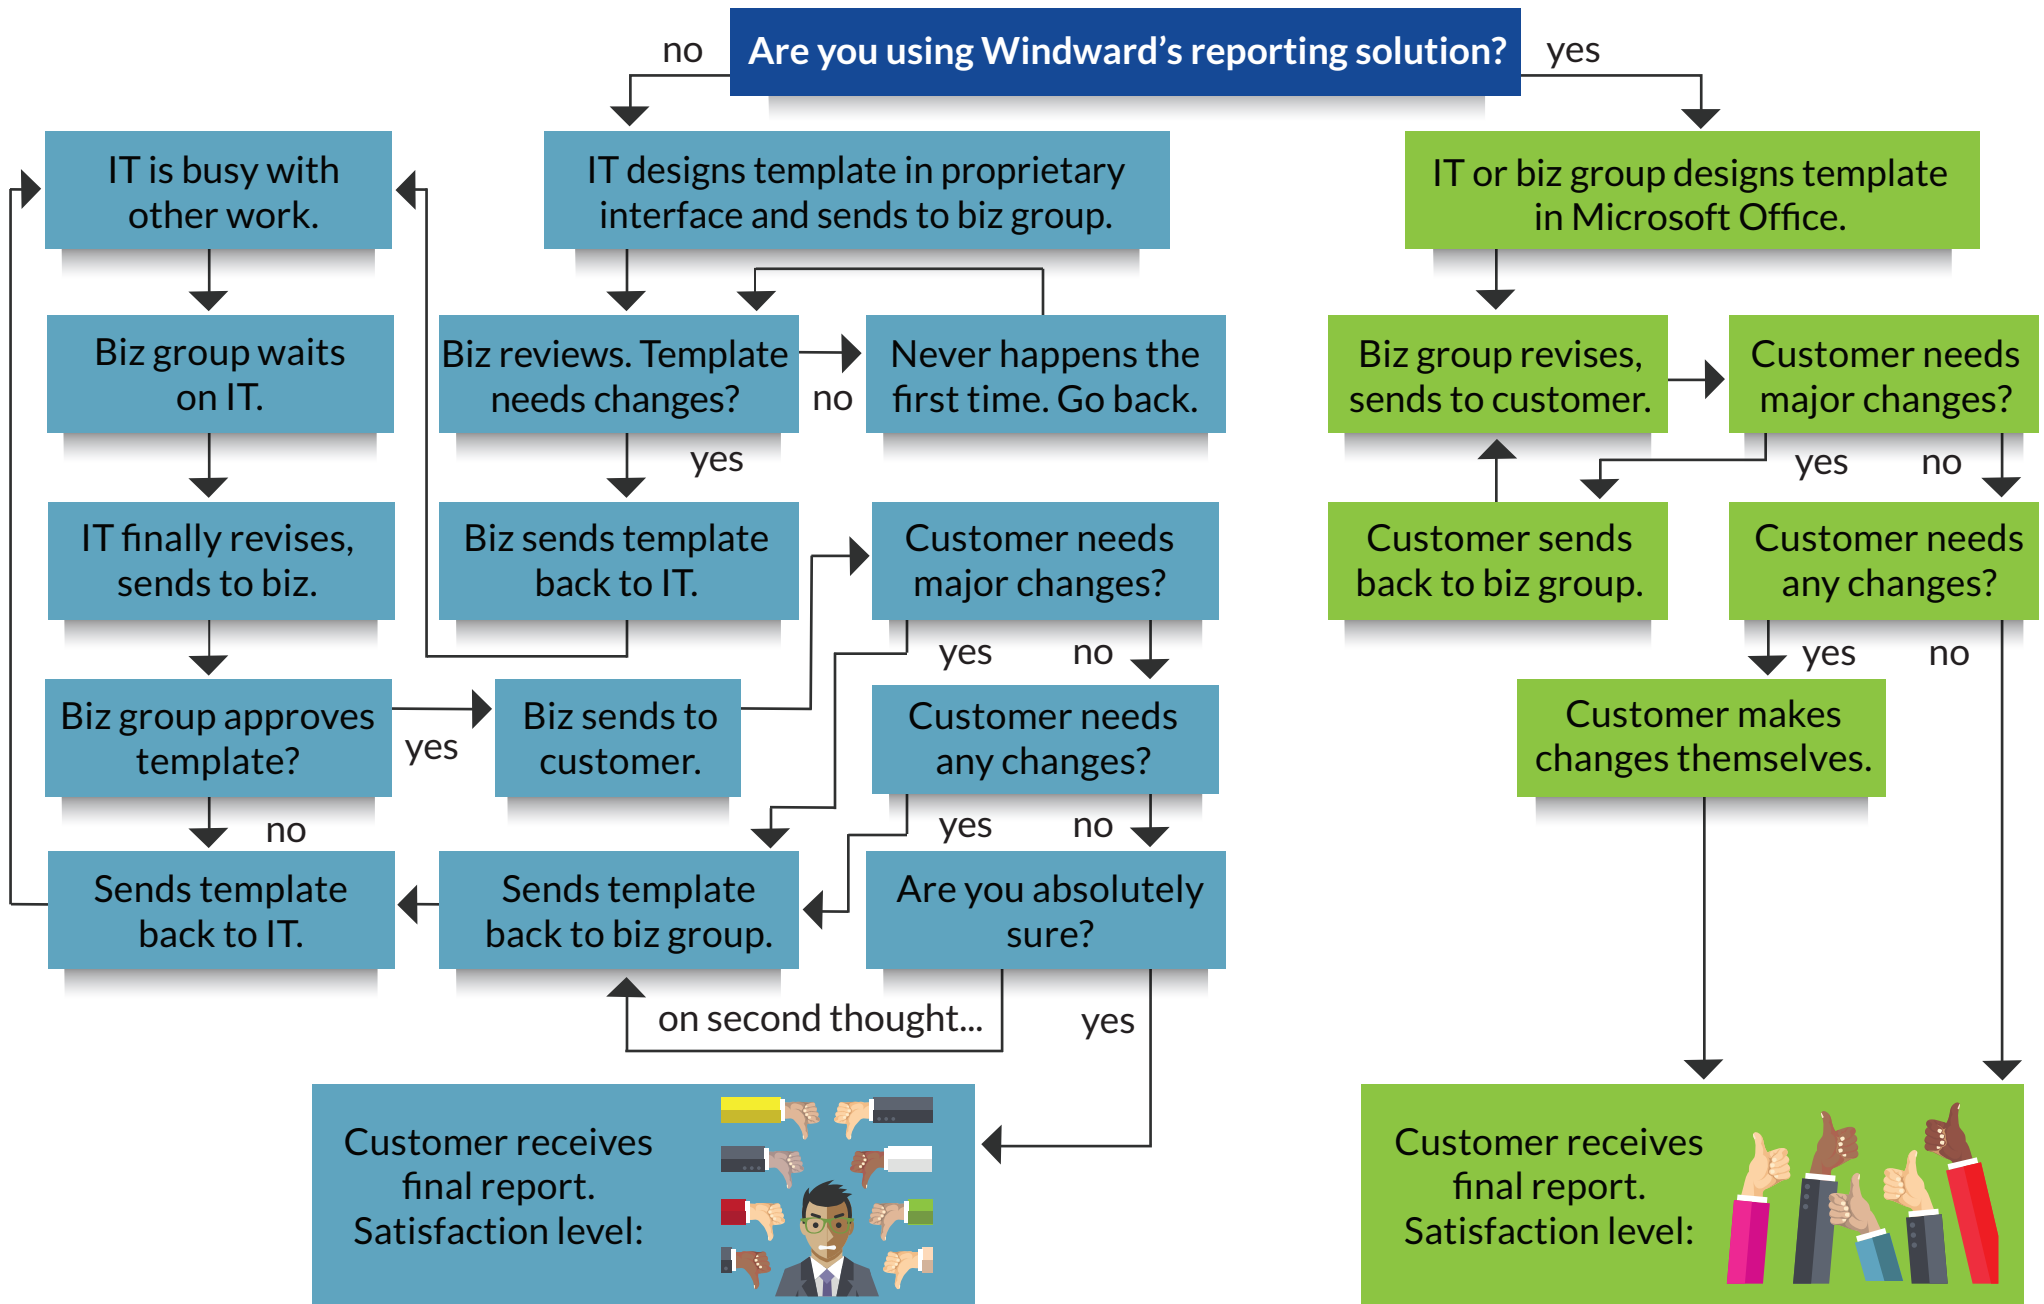 Are you using Windward’s reporting solution?
no
yes
IT is busy with
other work.
IT designs template in proprietary
interface and sends to biz group.
IT or biz group designs template
in Microsoft Office.
Biz group waits
on IT.
Biz reviews. Template
needs changes?
no
Never happens the
first time. Go back.
Biz group revises,
sends to customer.
Customer needs
major changes?
yes
yes
no
IT finally revises,
sends to biz.
Biz sends template
back to IT.
Customer needs
major changes?
Customer sends
back to biz group.
Customer needs
any changes?
yes
no
yes
no
Biz group approves
template?
yes
Biz sends to
customer.
Customer needs
any changes?
Customer makes
changes themselves.
no
yes
no
Sends template
back to IT.
Sends template
back to biz group.
Are you absolutely
sure?
on second thought...
yes
Customer receives
final report.
Satisfaction level:
Customer receives
final report.
Satisfaction level: